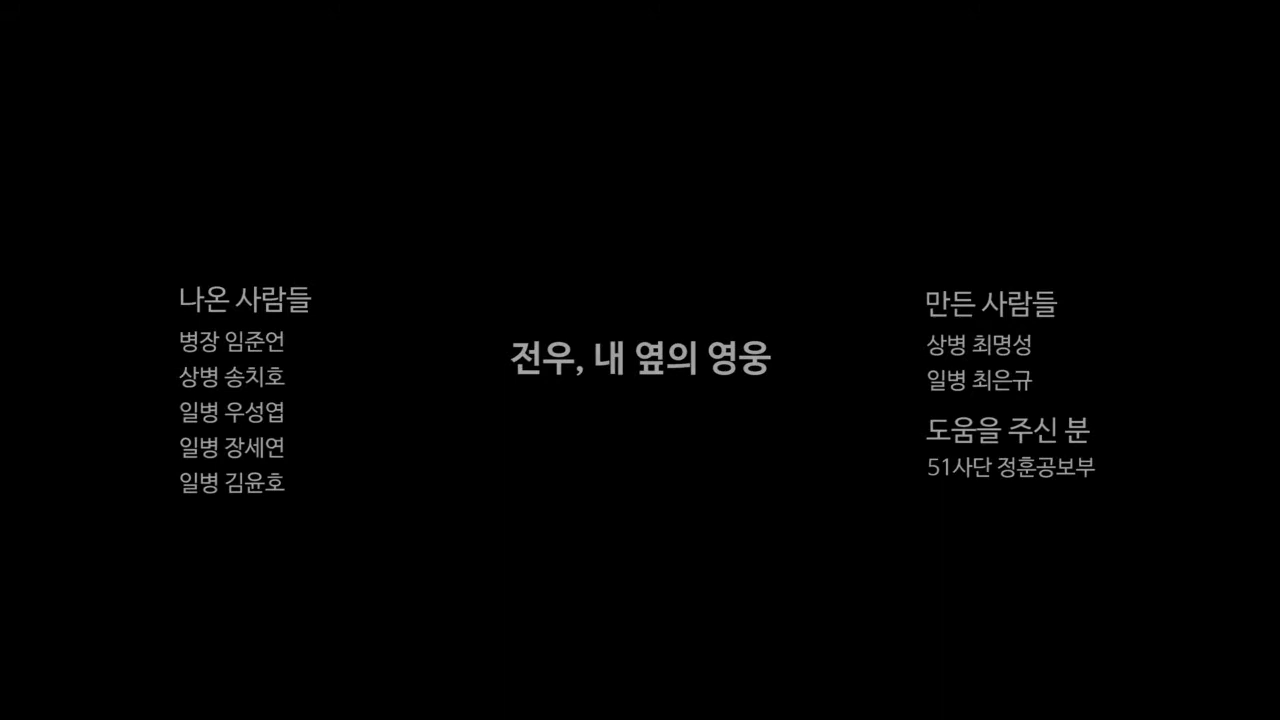 나온 사람들
병장 임준언
상병 송치호
일병 우성엽
일병 장세연
일병 김윤호
전우, 내 옆의 영웅
만든 사람들
상병 최명성
일병 최은규
도움을 주신 분
51사단 정훈공보부